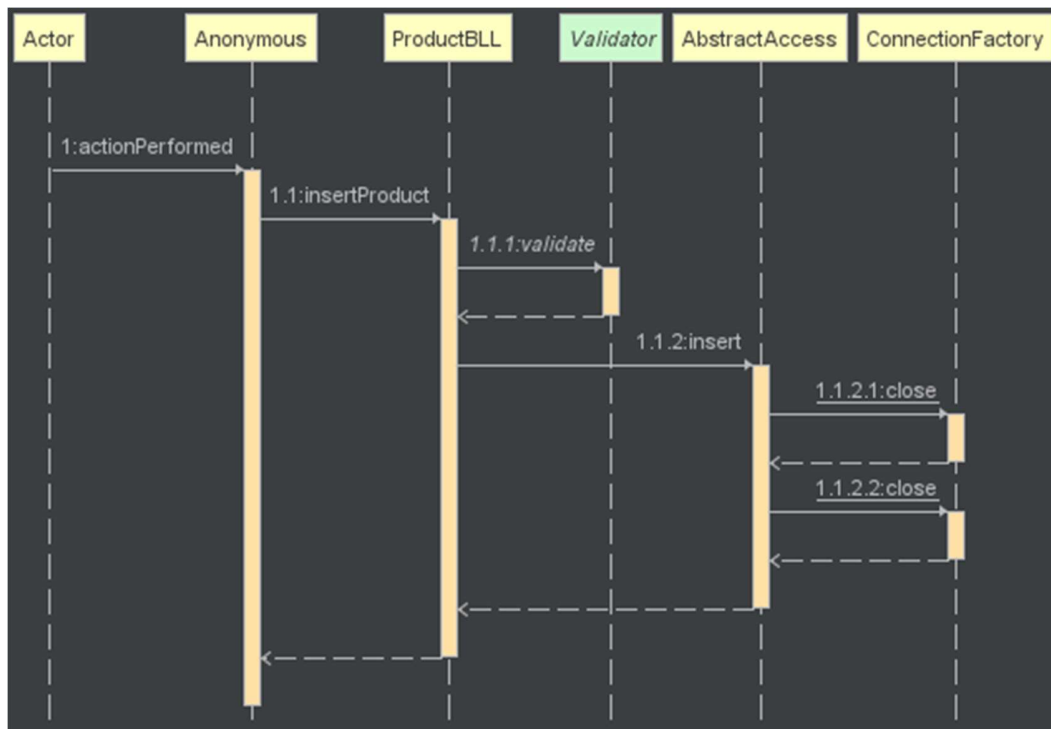 Actor
Anonymous
ProductBLL
Validator
AbstractAccess
ConnectionFactory
1:actionPerformed
1.1:insertProduct
1.1.1:validate
1.1.2:insert
1.1.2.1:close
1.1.2.2:close